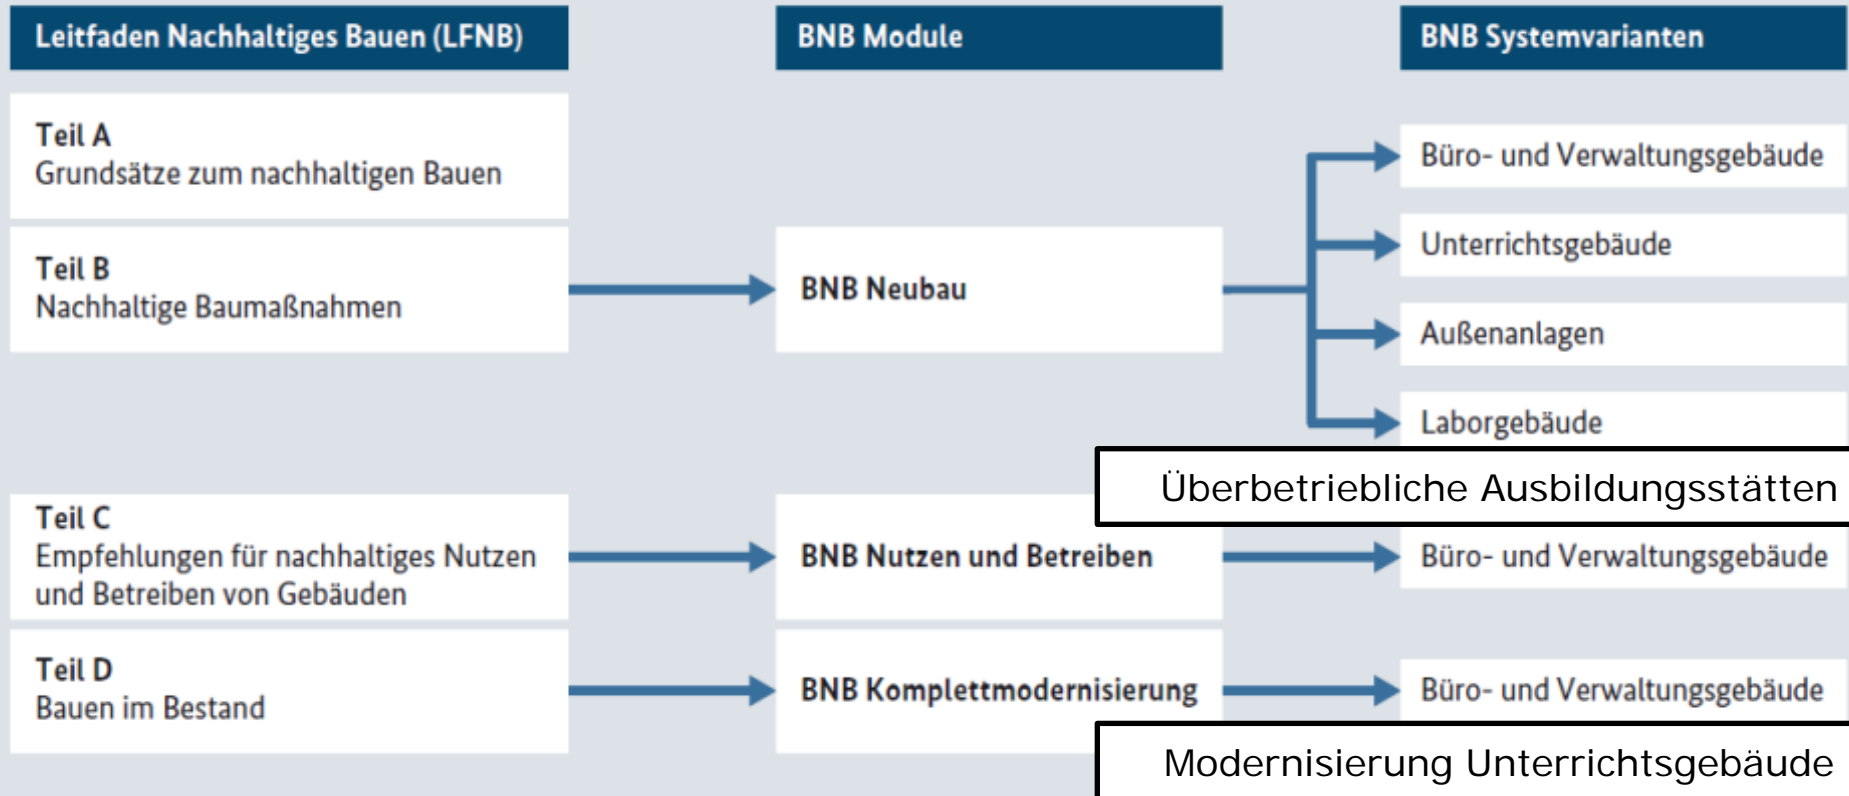 Leitfaden Nachhaltiges Bauen (LFNB)
BNB Module
BNB Systemvarianten
Teil A
Grundsätze zum nachhaltigen Bauen
Büro- und Verwaltungsgebäude
Unterrichtsgebäude
Teil B
Nachhaltige Baumaßnahmen
BNB Neubau
Außenanlagen
Laborgebäude
Überbetriebliche Ausbildungsstätten
Teil C
Empfehlungen für nachhaltiges Nutzen
und Betreiben von Gebäuden
BNB Nutzen und Betreiben
Büro- und Verwaltungsgebäude
Teil D
Bauen im Bestand
BNB Komplettmodernisierung
Büro- und Verwaltungsgebäude
Modernisierung Unterrichtsgebäude